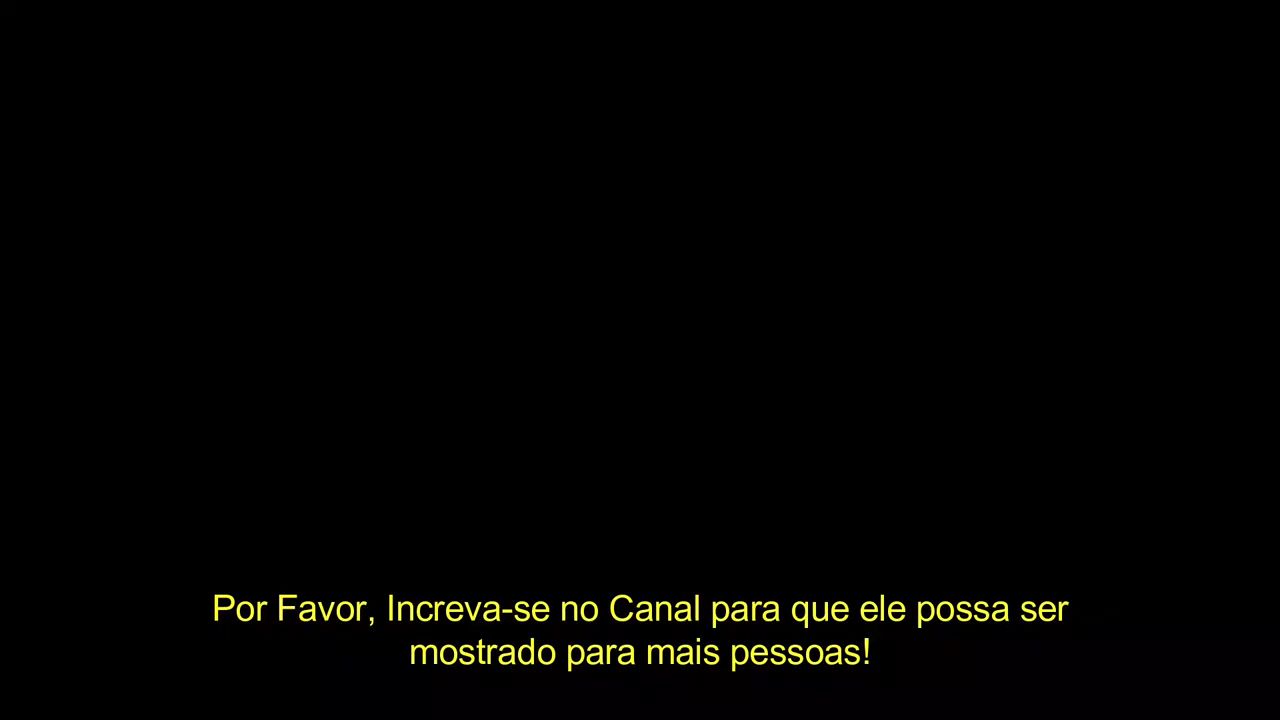 Por Favor, Increva-se no Canal para que ele possa ser
mostrado para mais pessoas!